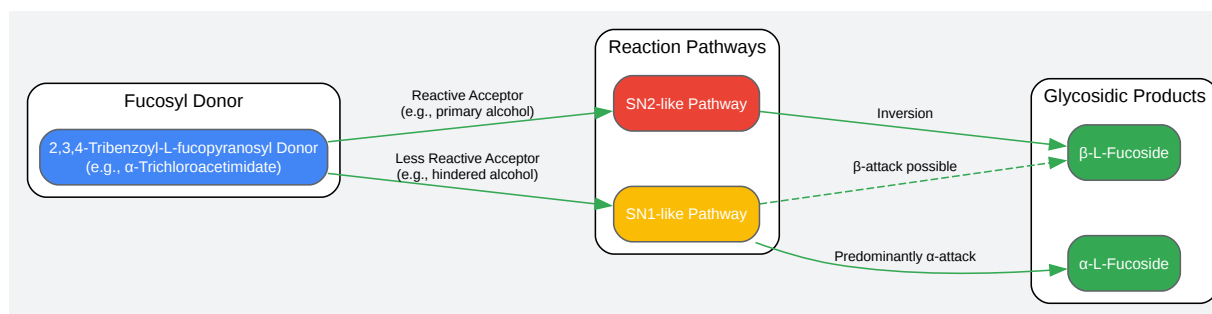 Fucosyl Donor
2,3,4-Tribenzoyl-L-fucopyranosyl Donor
(e.g., α-Trichloroacetimidate)
Reactive Acceptor
(e.g., primary alcohol)
Less Reactive Acceptor
(e.g., hindered alcohol)
Reaction Pathways
SN2-like Pathway
SN1-like Pathway
Inversion
β-attack possible
Predominantly α-attack
Glycosidic Products
β-L-Fucoside
α-L-Fucoside